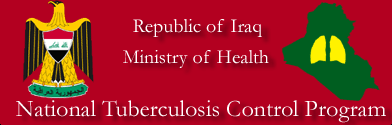 Republic of Iraq
Ministry of Health
National Tuberculosis Control Program